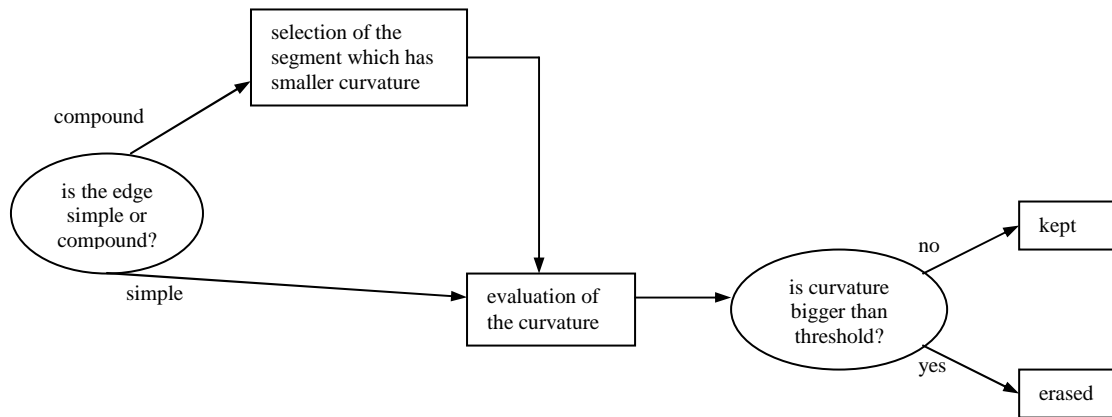 selection of the
segment which has
smaller curvature
compound
is the edge
simple or
compound?
simple
evaluation of
the curvature
is curvature
bigger than
threshold?
no
kept
yes
erased